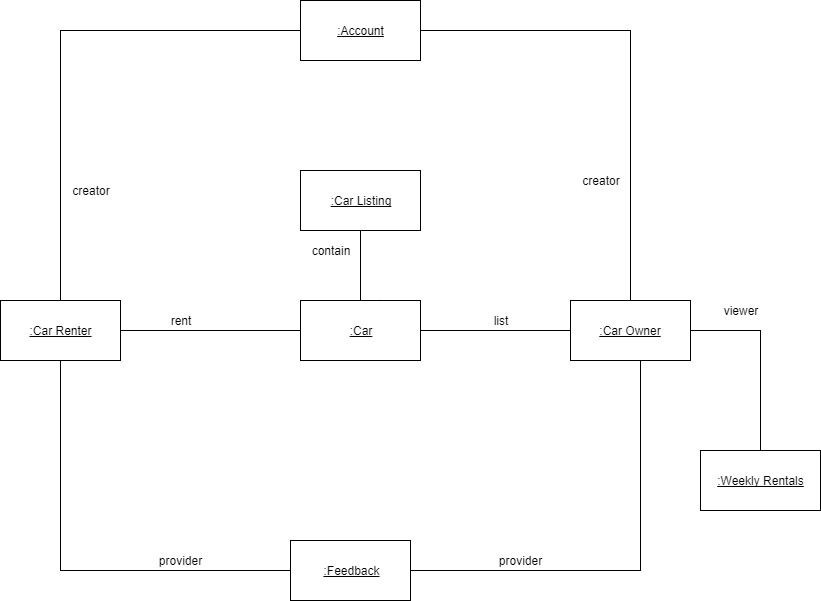 :Account
creator
creator
:Car Listing
contain
:Car Renter
rent
:Car
list
:Car Owner
viewer
:Weekly Rentals
provider
:Feedback
provider